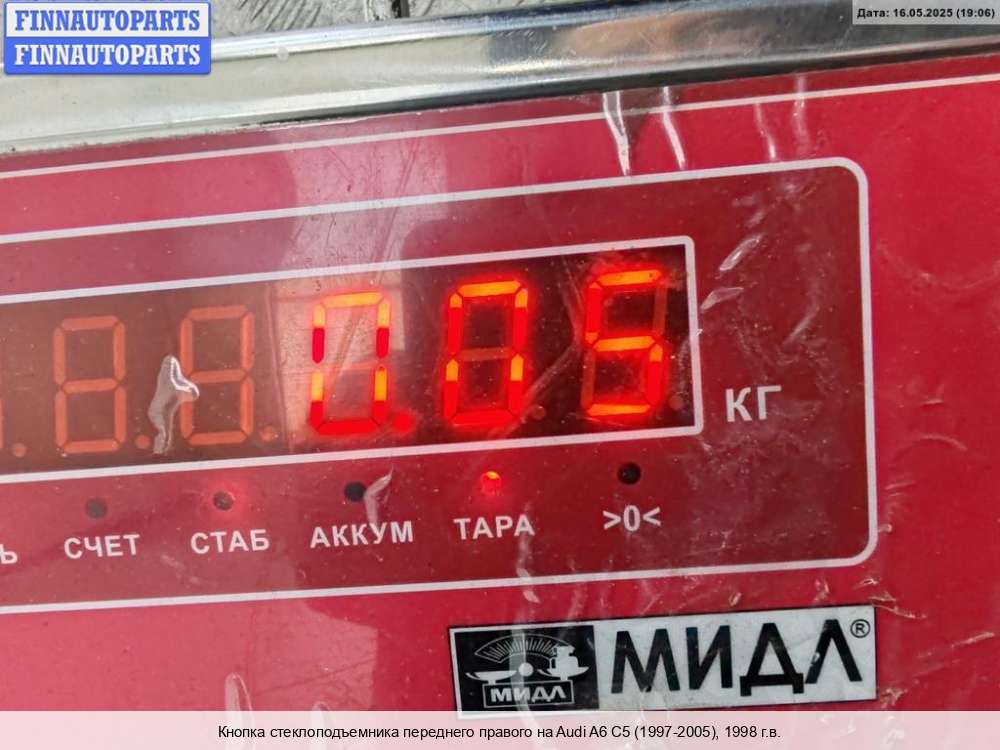 FINNAUTOPARTS
FINNAUTOPARTS
Дата: 16.05.2025 (19:06)
0.05
КГ
Ь
СЧЕТ
СТАБ
АККУМ
ТАРА
>0<
МИДЛ
МИДЛ®
Кнопка стеклоподъемника переднего правого на Audi A6 C5 (1997-2005), 1998 г.в.